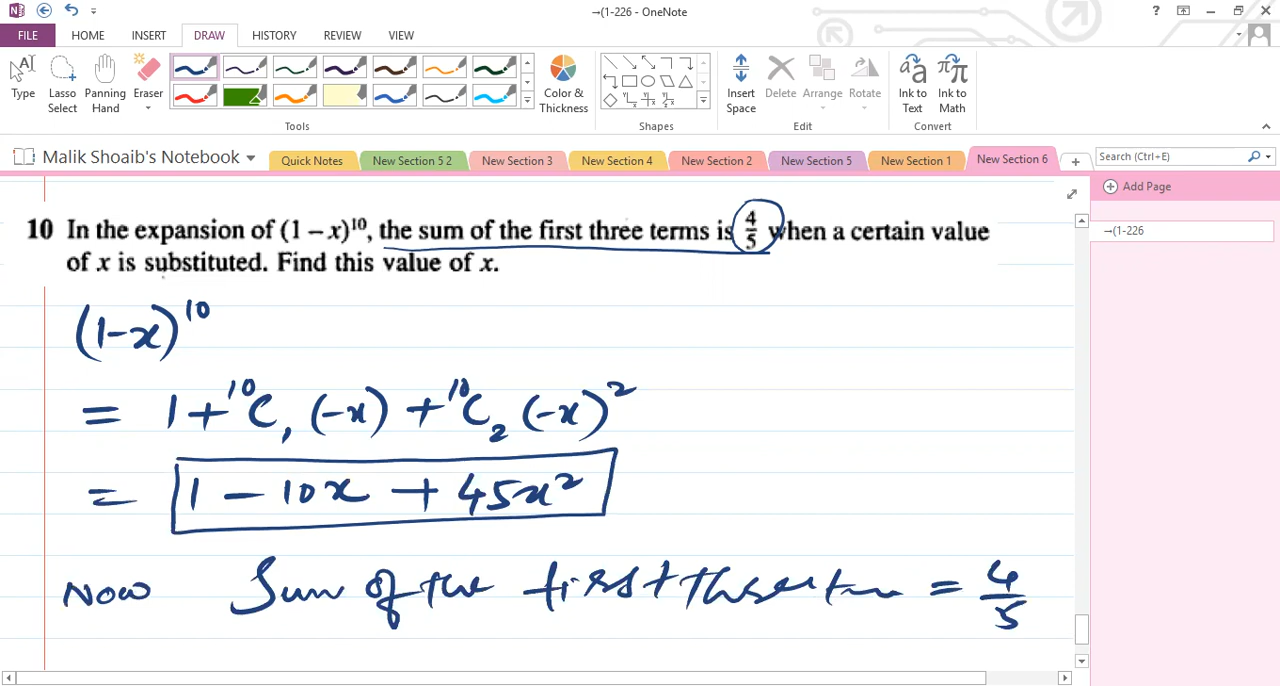 →(1-226 - OneNote
FILE HOME INSERT DRAW HISTORY REVIEW VIEW
Type
Lasso Select
Panning Hand
Eraser
Color & Thickness
Insert Space
Delete
Arrange
Rotate
Ink to Text
Ink to Math
Tools Shapes Edit Convert
Malik Shoaib's Notebook
Quick Notes New Section 5 2 New Section 3 New Section 4 New Section 2 New Section 5 New Section 1 New Section 6
Search (Ctrl+E)
Add Page
→(1-226
10 In the expansion of (1 – x)¹⁰, the sum of the first three terms is 4/5 when a certain value
of x is substituted. Find this value of x.
(1-x)¹⁰
= 1 + ¹⁰C₁ (-x) + ¹⁰C₂ (-x)²
= 1 - 10x + 45x²
Now Sum of the first = 4/5